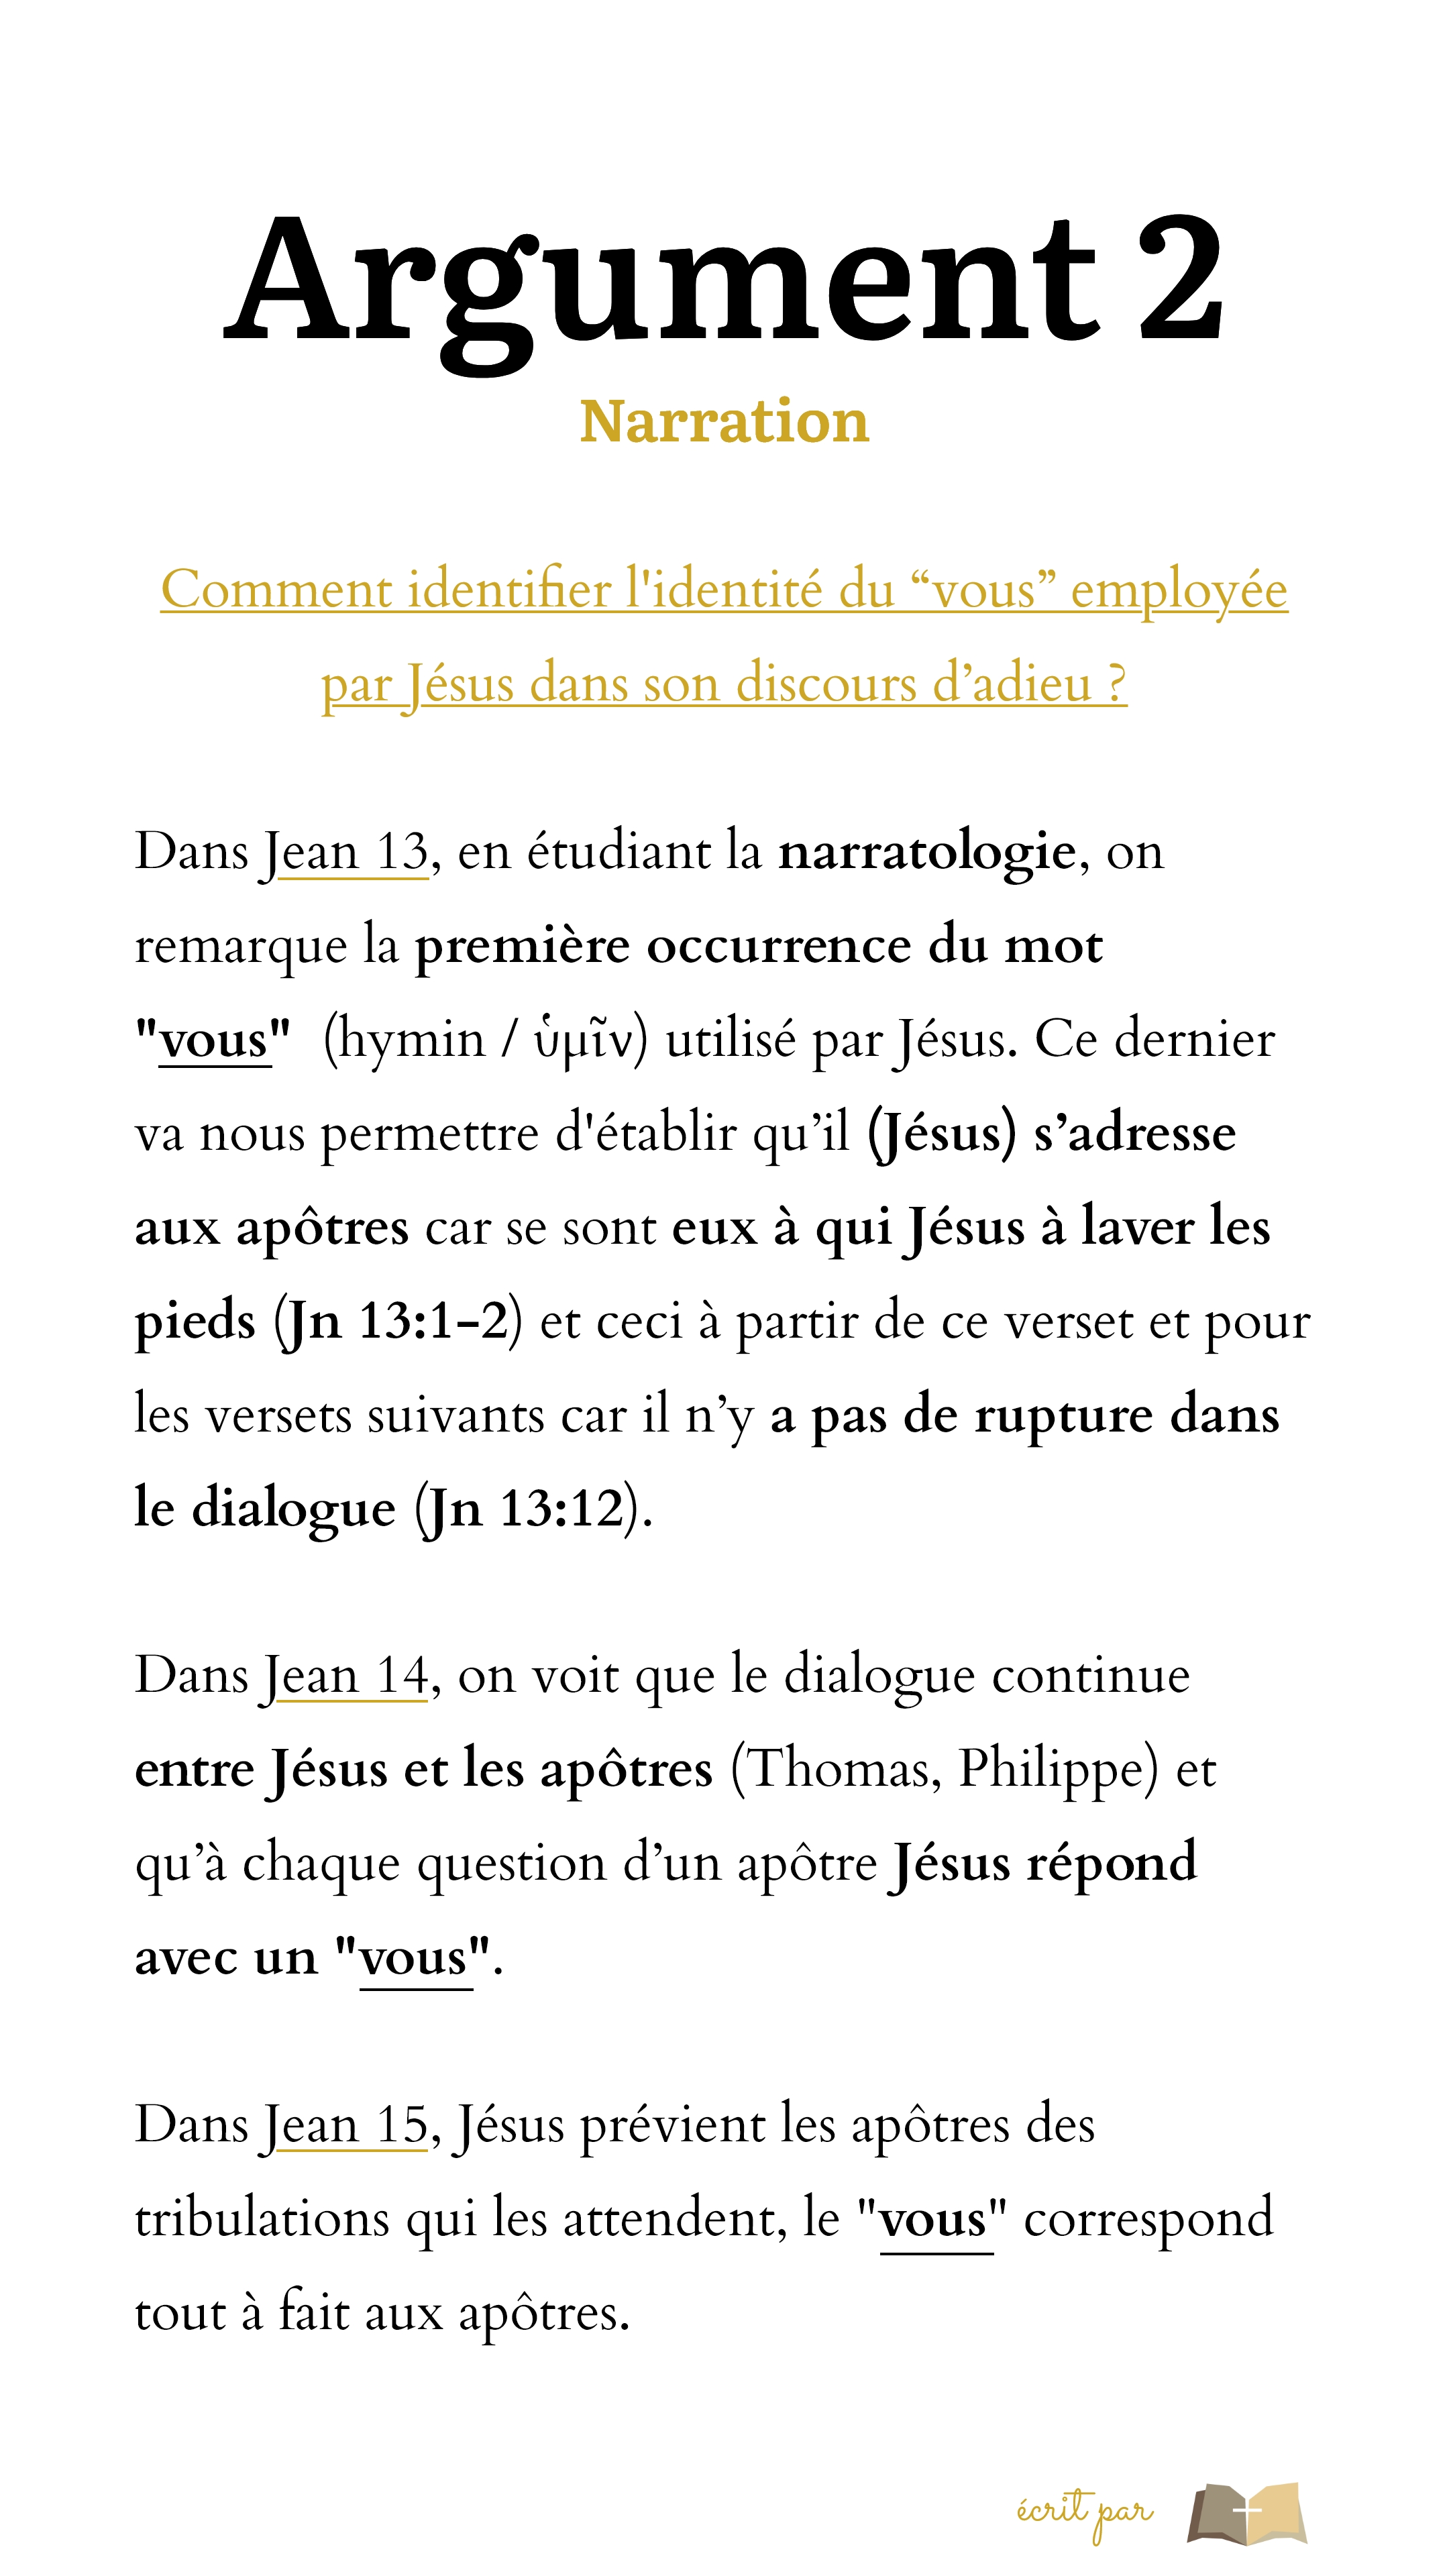 Argument 2
Narration
Comment identifier l'identité du “vous” employée
par Jésus dans son discours d’adieu ?
Dans Jean 13, en étudiant la narratologie, on
remarque la première occurrence du mot
"vous" (hymin / ὑμῖν) utilisé par Jésus. Ce dernier
va nous permettre d'établir qu’il (Jésus) s’adresse
aux apôtres car se sont eux à qui Jésus à laver les
pieds (Jn 13:1-2) et ceci à partir de ce verset et pour
les versets suivants car il n’y a pas de rupture dans
le dialogue (Jn 13:12).
Dans Jean 14, on voit que le dialogue continue
entre Jésus et les apôtres (Thomas, Philippe) et
qu’à chaque question d’un apôtre Jésus répond
avec un "vous".
Dans Jean 15, Jésus prévient les apôtres des
tribulations qui les attendent, le "vous" correspond
tout à fait aux apôtres.
écrit par